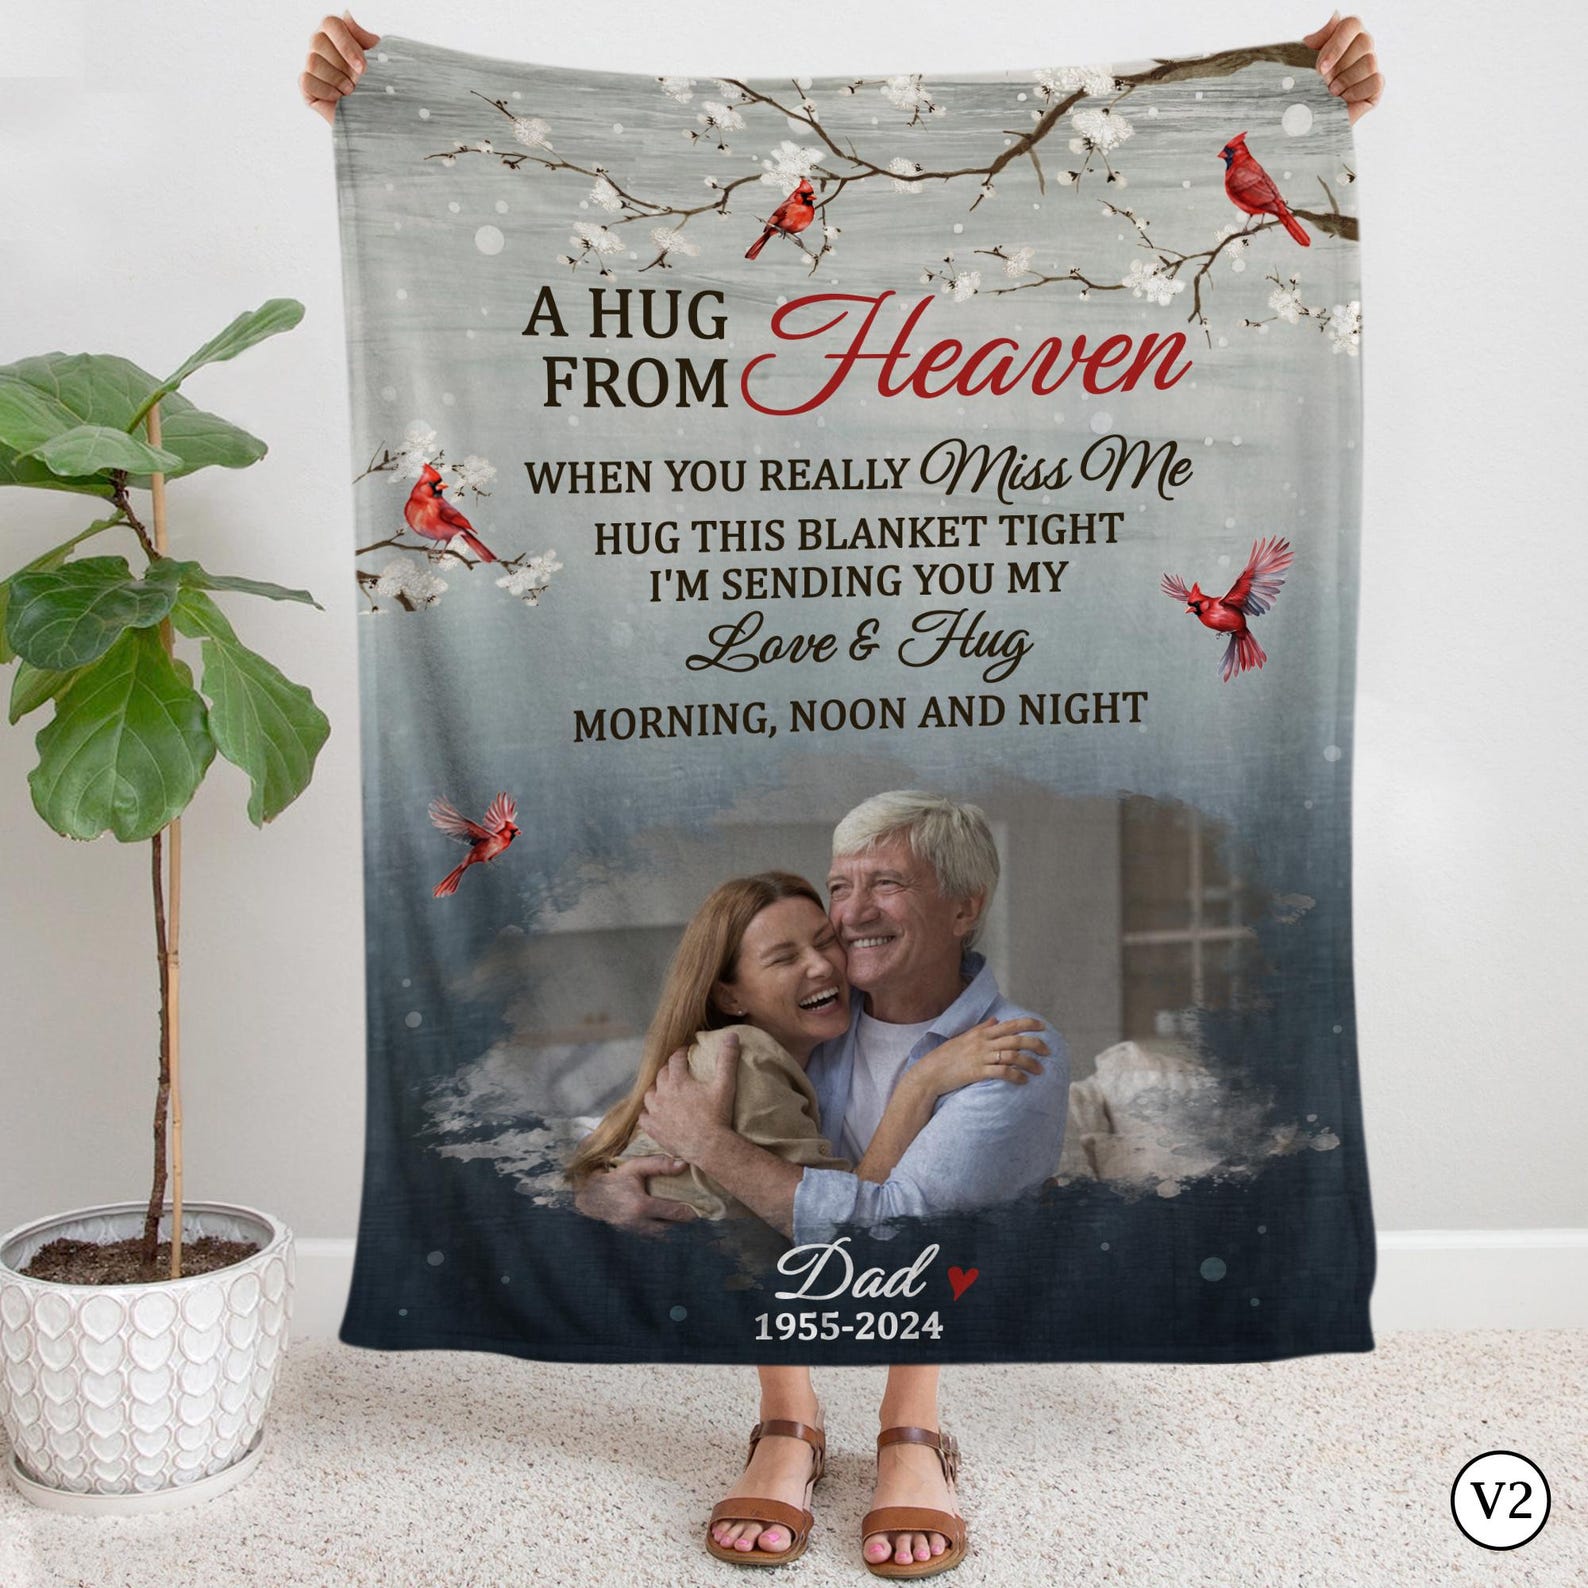 A HUG
FROM Heaven
WHEN YOU REALLY Miss Me
HUG THIS BLANKET TIGHT
I'M SENDING YOU MY
Love & Hug
MORNING, NOON AND NIGHT
Dad
1955-2024
V2